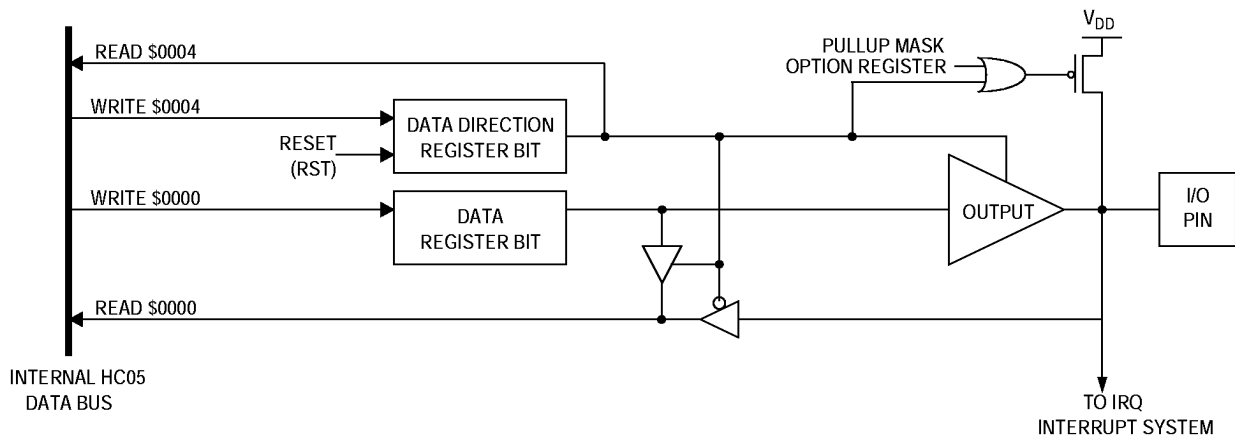 VDD
READ $0004
PULLUP MASK
OPTION REGISTER
WRITE $0004
DATA DIRECTION
REGISTER BIT
RESET
(RST)
WRITE $0000
DATA
REGISTER BIT
OUTPUT
I/O
PIN
READ $0000
INTERNAL HC05
DATA BUS
TO IRQ
INTERRUPT SYSTEM